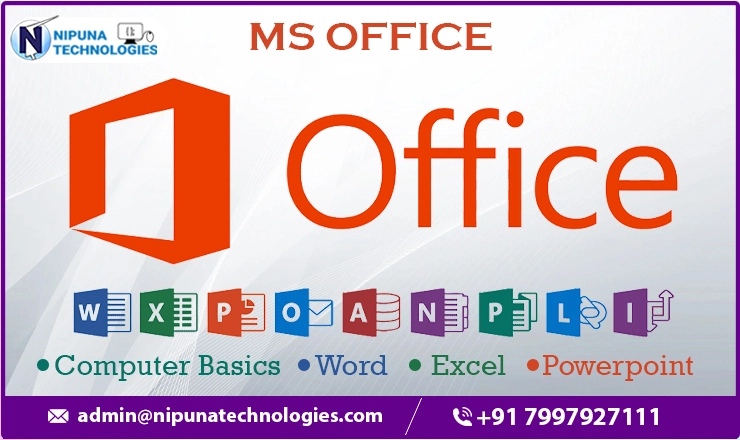 NIPUNA
TECHNOLOGIES
MS OFFICE
Office
W X P O A N P L I
• Computer Basics • Word • Excel • Powerpoint
admin@nipunatechnologies.com / +91 7997927111